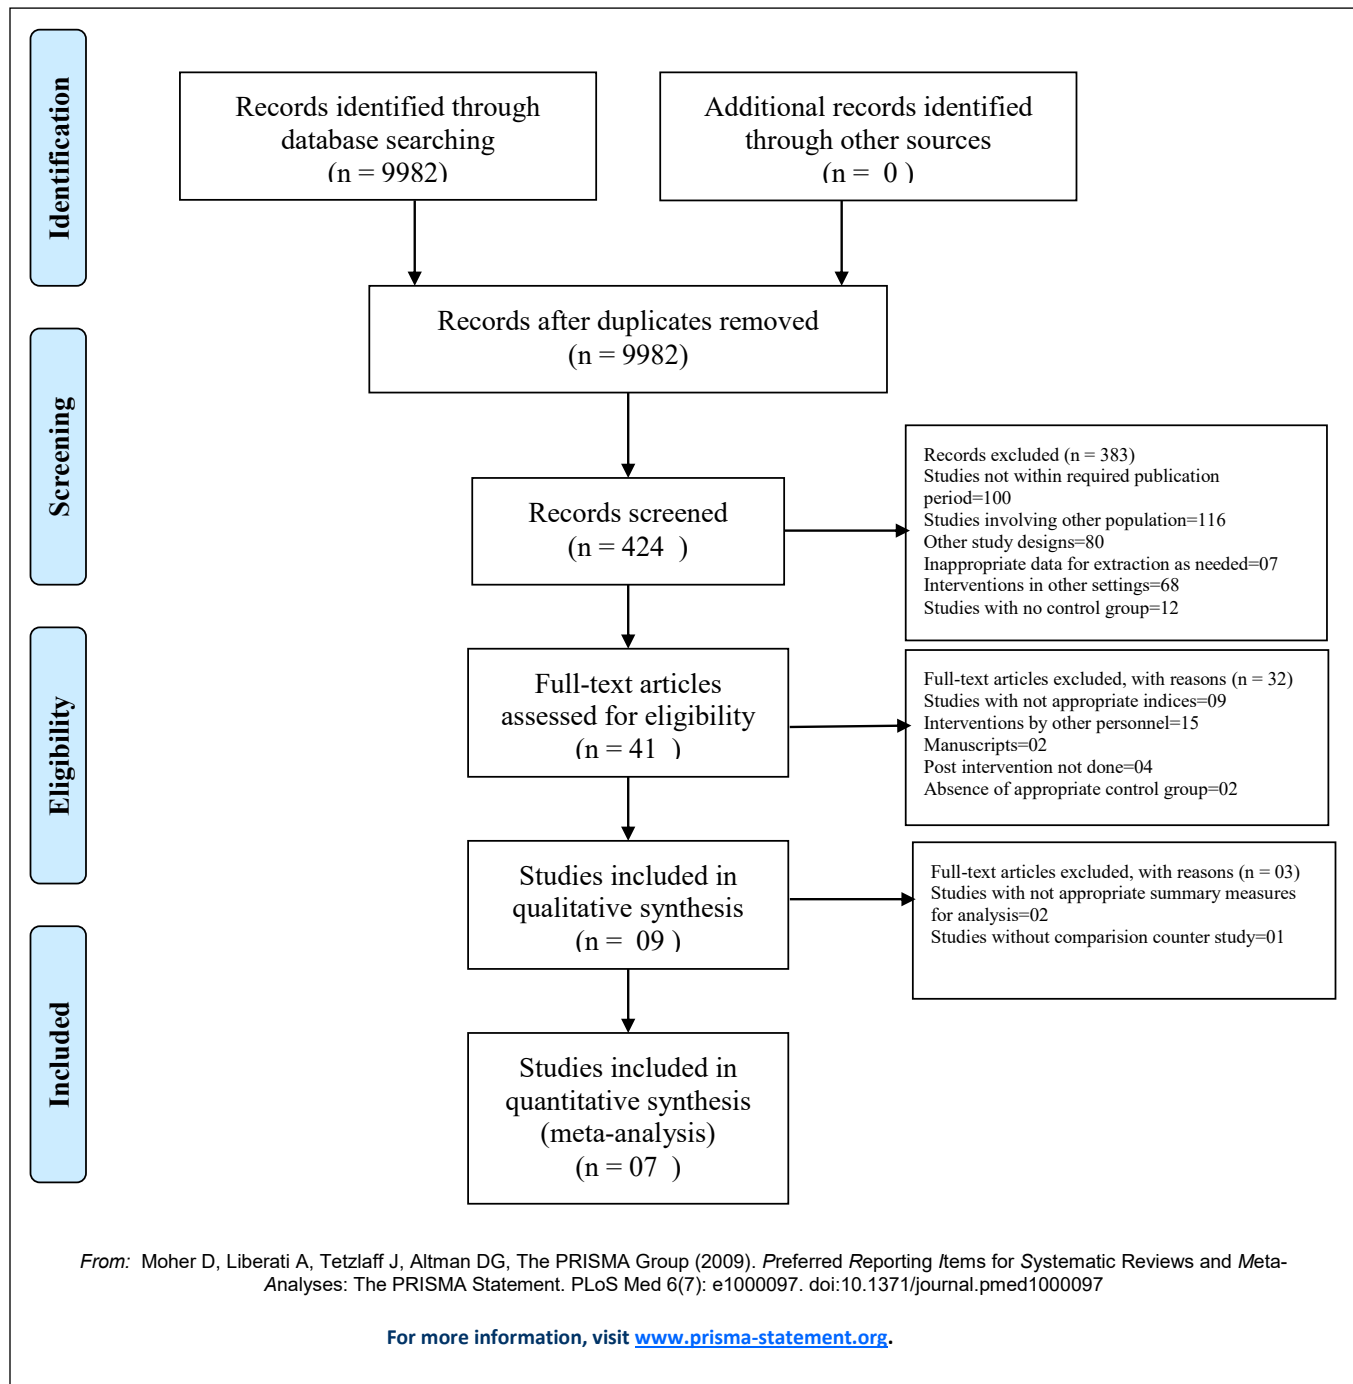 Identification
Records identified through
database searching
(n = 9982)
Additional records identified
through other sources
(n = 0 )
Records after duplicates removed
(n = 9982)
Screening
Records screened
(n = 424 )
Records excluded (n = 383)
Studies not within required publication
period=100
Studies involving other population=116
Other study designs=80
Inappropriate data for extraction as needed=07
Interventions in other settings=68
Studies with no control group=12
Eligibility
Full-text articles
assessed for eligibility
(n = 41 )
Full-text articles excluded, with reasons (n = 32)
Studies with not appropriate indices=09
Interventions by other personnel=15
Manuscripts=02
Post intervention not done=04
Absence of appropriate control group=02
Studies included in
qualitative synthesis
(n = 09 )
Full-text articles excluded, with reasons (n = 03)
Studies with not appropriate summary measures
for analysis=02
Studies without comparision counter study=01
Included
Studies included in
quantitative synthesis
(meta-analysis)
(n = 07 )
From: Moher D, Liberati A, Tetzlaff J, Altman DG, The PRISMA Group (2009). Preferred Reporting Items for Systematic Reviews and Meta-
Analyses: The PRISMA Statement. PLoS Med 6(7): e1000097. doi:10.1371/journal.pmed1000097
For more information, visit www.prisma-statement.org.